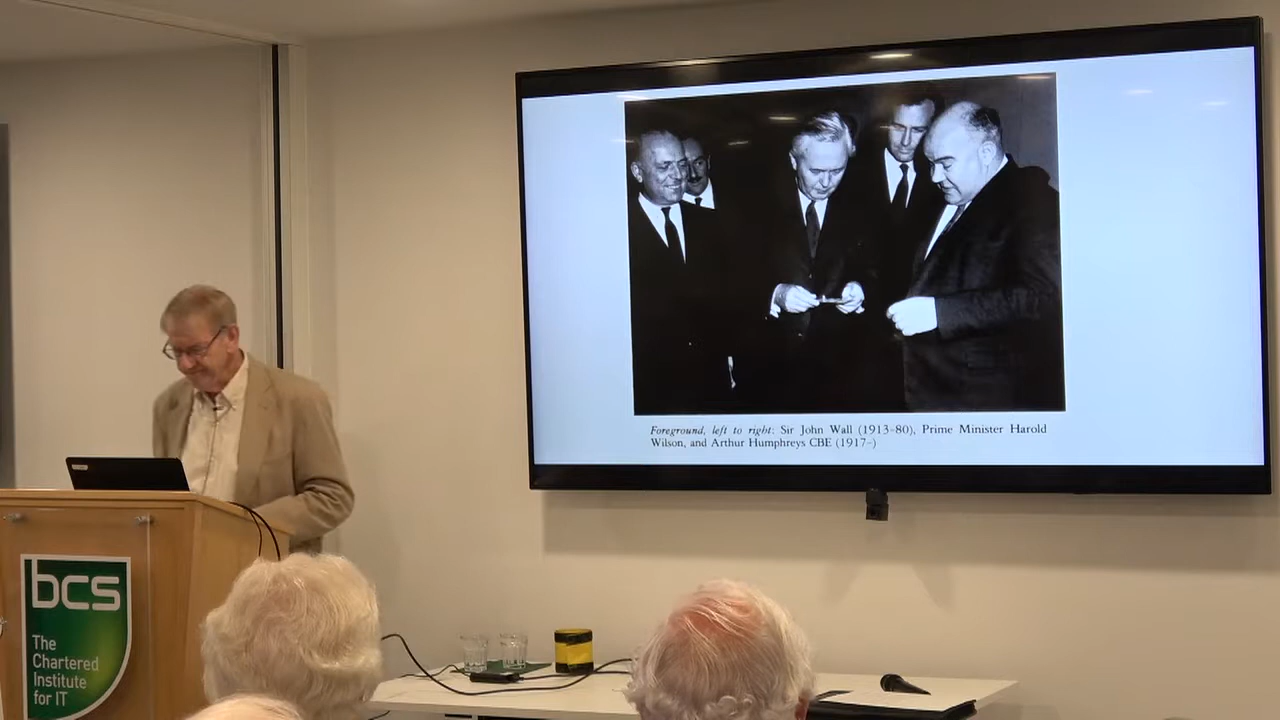 Foreground, left to right: Sir John Wall (1913-80), Prime Minister Harold
Wilson, and Arthur Humphreys CBE (1917-)
bcs
The
Chartered
Institute
for IT